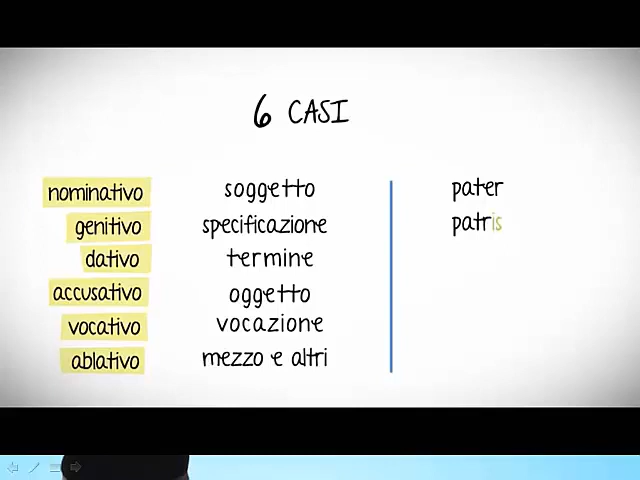 6 CASI
nominativo soggetto pater
genitivo specificazione patris
dativo termine
accusativo oggetto
vocativo vocazione
ablativo mezzo e altri